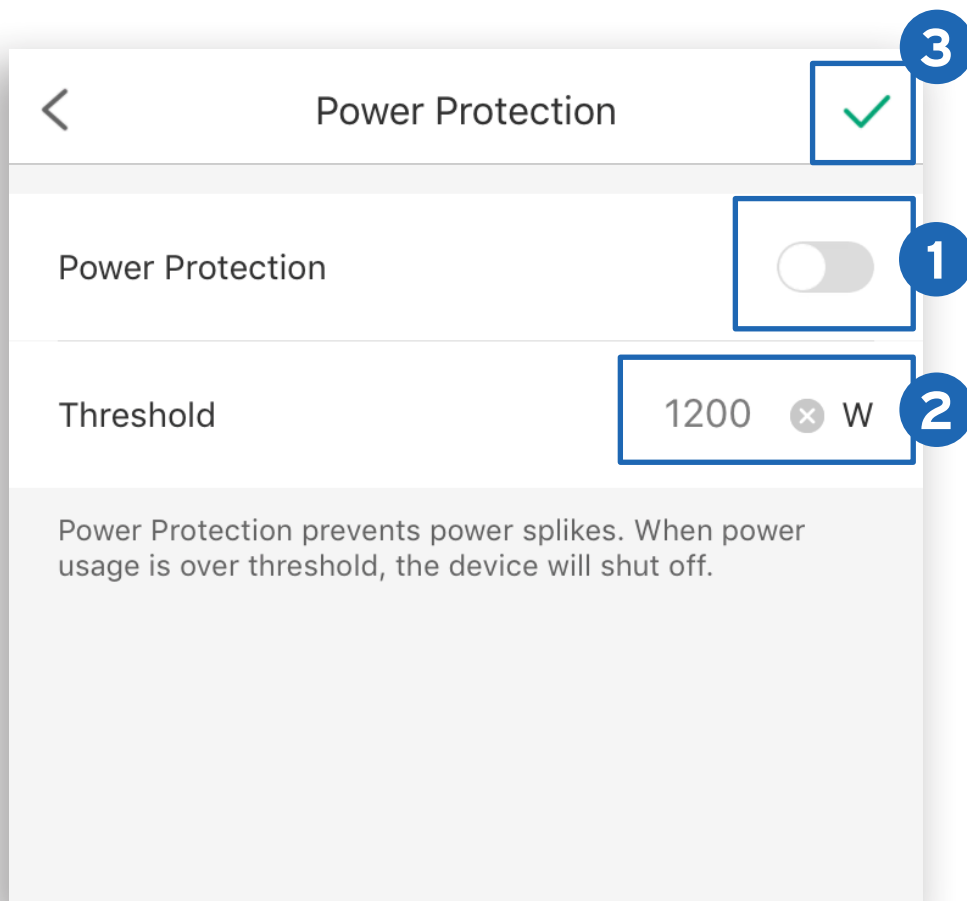 3
Power Protection
Power Protection
1
Threshold
1200 W
2
Power Protection prevents power splikes. When power
usage is over threshold, the device will shut off.